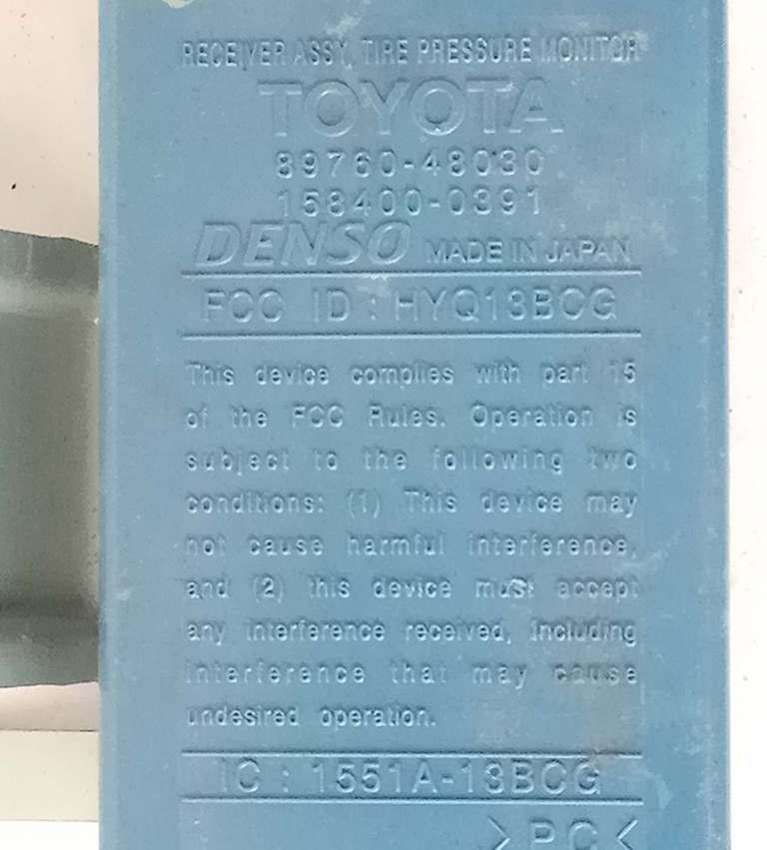 RECEIVER ASSY, TIRE PRESSURE MONITOR
TOYOTA
89760-48030
158400-0391
DENSO MADE IN JAPAN
FCC ID : HYQ13BCG
This device complies with part 15
of the FCC Rules. Operation is
subject to the following two
conditions: (1) This device may
not cause harmful interference,
and (2) this device must accept
any interference received, including
interference that may cause
undesired operation.
IC : 1551A-13BCG
>PC<